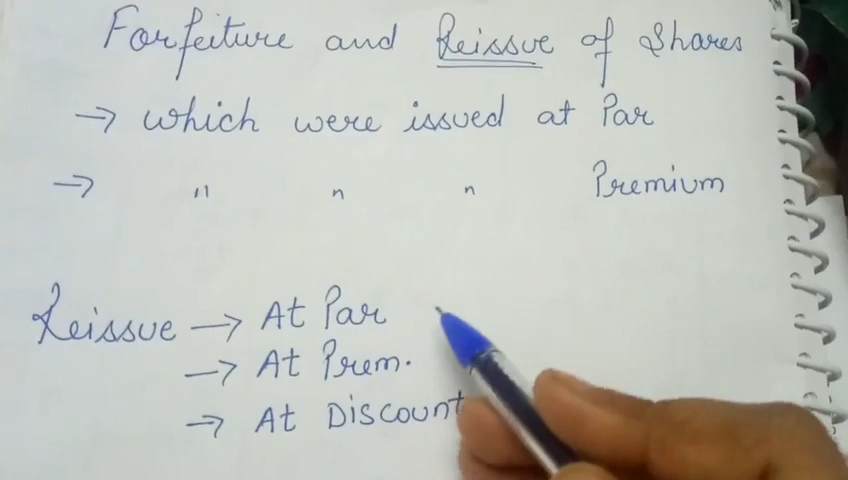 Forfeiture and Reissue of Shares
→ which were issued at Par
→ " " " Premium
Reissue → At Par
→ At Prem.
→ At Discount